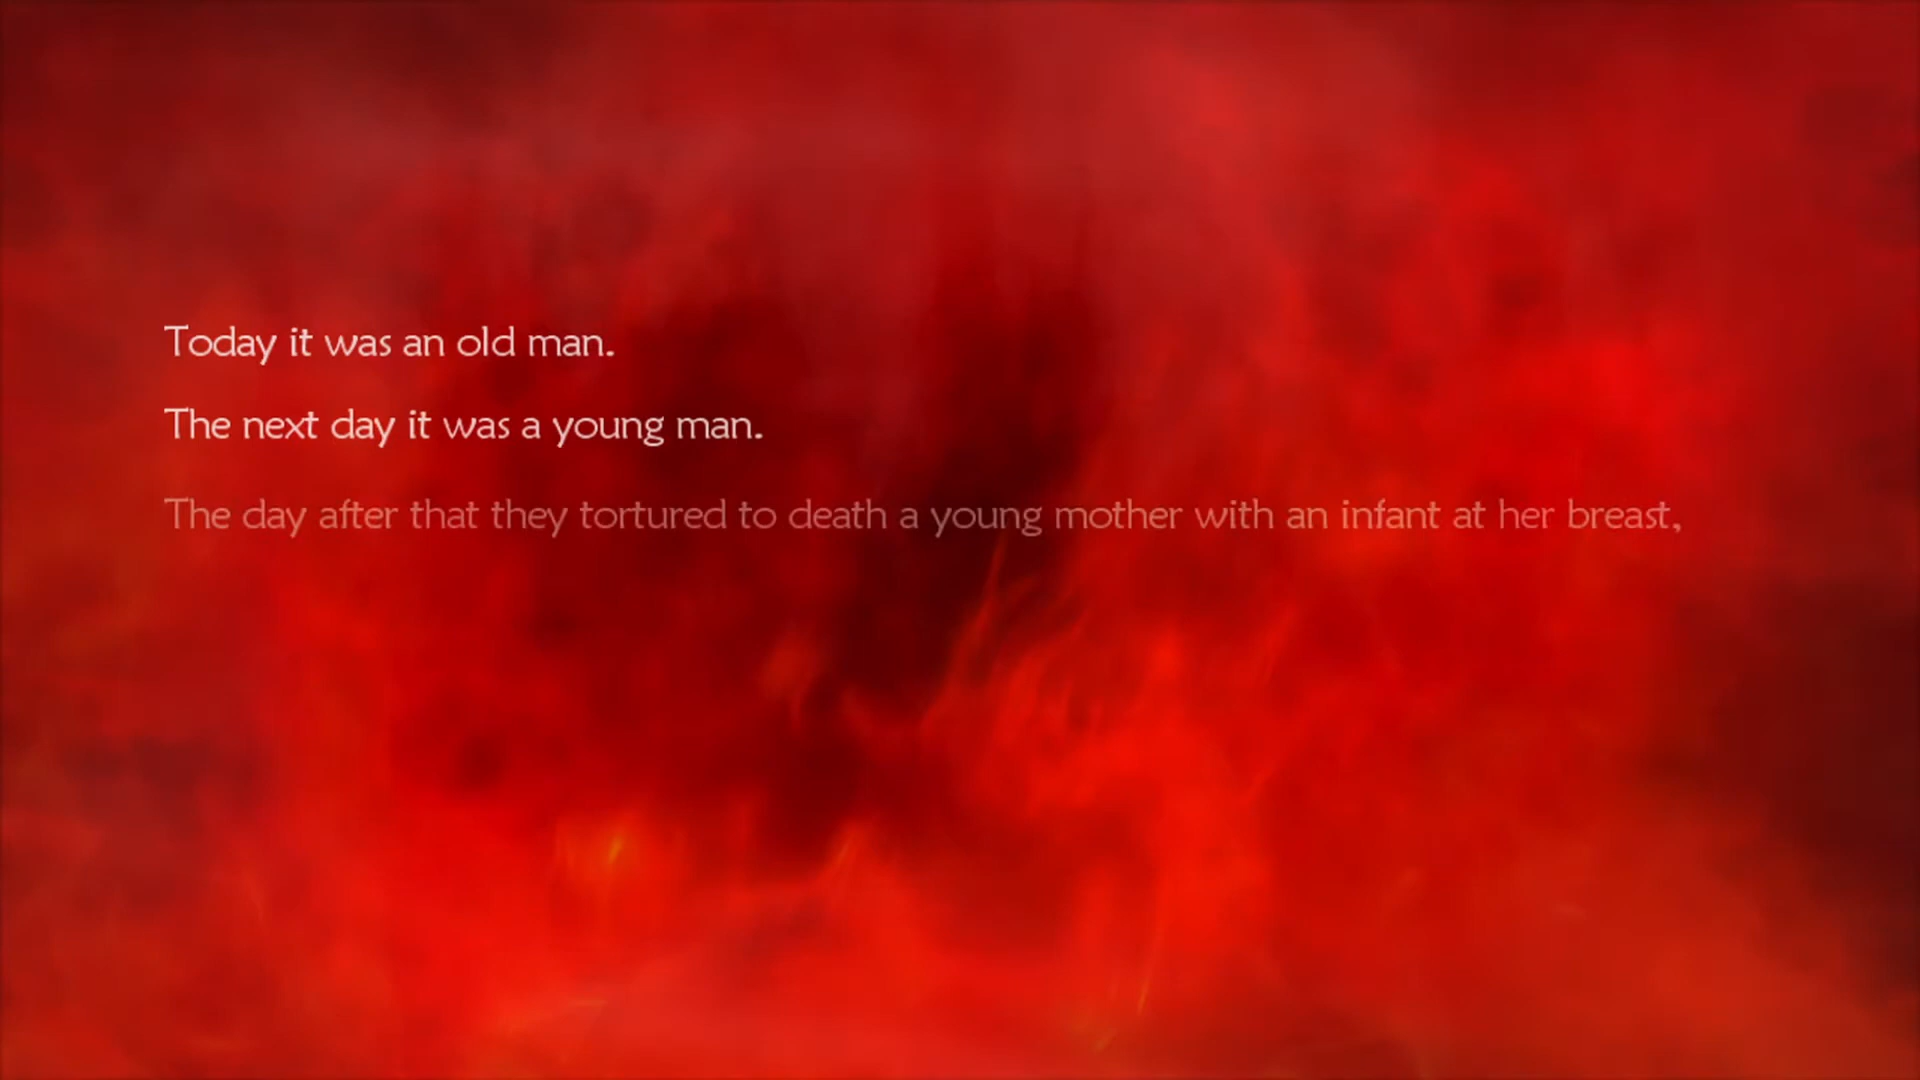 Today it was an old man.
The next day it was a young man.
The day after that they tortured to death a young mother with an infant at her breast,